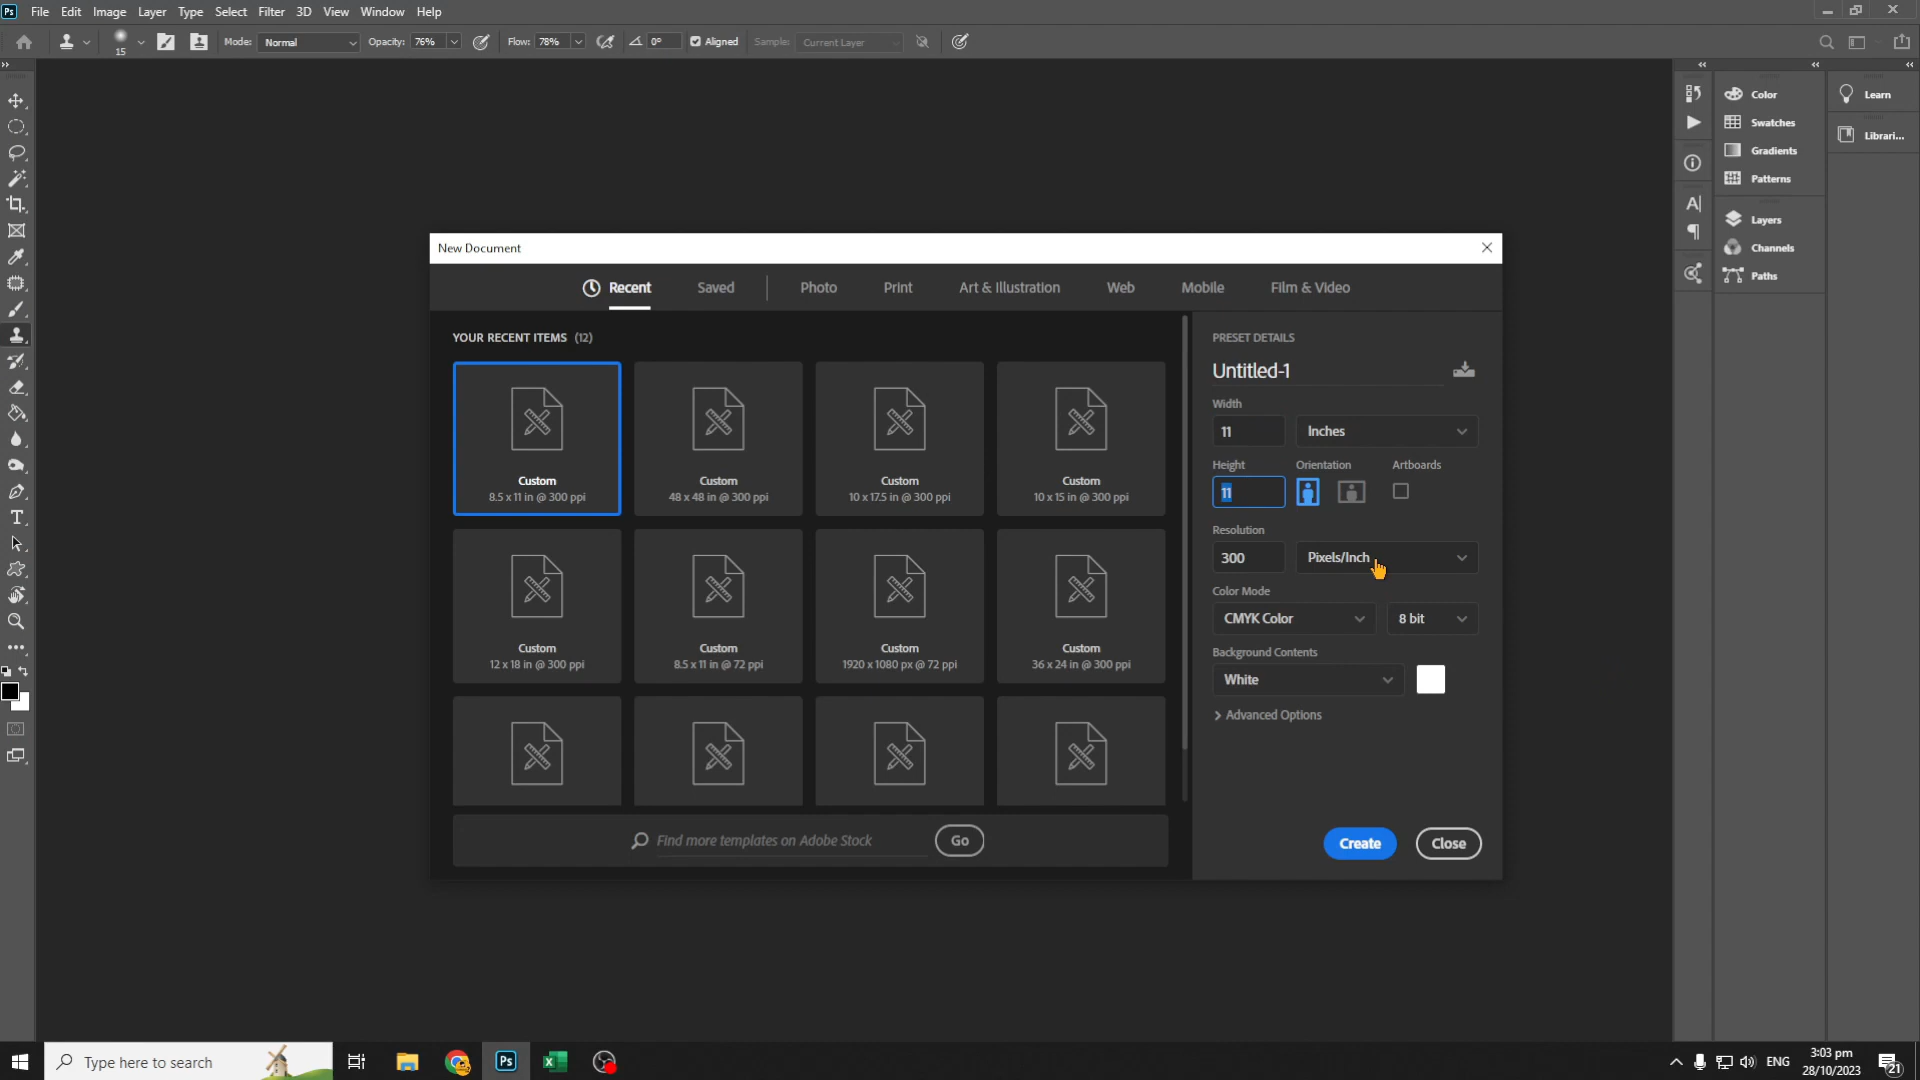 Ps File Edit Image Layer Type Select Filter 3D View Window Help
15 Mode: Normal Opacity: 76% Flow: 78% 0° Aligned Sample: Current Layer
Color
Swatches
Gradients
Patterns
Layers
Channels
Paths
Learn
Librari...
New Document
Recent Saved Photo Print Art & Illustration Web Mobile Film & Video
YOUR RECENT ITEMS (12)
Custom
8.5 x 11 in @ 300 ppi
Custom
48 x 48 in @ 300 ppi
Custom
10 x 17.5 in @ 300 ppi
Custom
10 x 15 in @ 300 ppi
Custom
12 x 18 in @ 300 ppi
Custom
8.5 x 11 in @ 72 ppi
Custom
1920 x 1080 px @ 72 ppi
Custom
36 x 24 in @ 300 ppi
Find more templates on Adobe Stock Go
PRESET DETAILS
Untitled-1
Width
11 Inches
Height Orientation Artboards
11
Resolution
300 Pixels/Inch
Color Mode
CMYK Color 8 bit
Background Contents
White
Advanced Options
Create Close
Type here to search
Ps
ENG
3:03 pm
28/10/2023
21